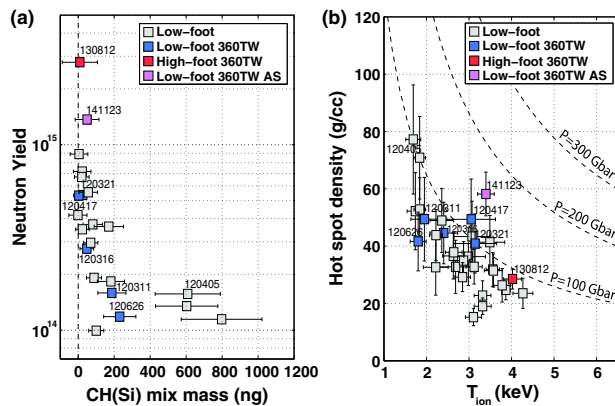 (a)
Low-foot
Low-foot 360TW
High-foot 360TW
Low-foot 360TW AS
130812
141123
120321
120417
120316
120311
120405
120626
10^15
10^14
Neutron Yield
-200 0 200 400 600 800 1000 1200
CH(Si) mix mass (ng)
(b)
Low-foot
Low-foot 360TW
High-foot 360TW
Low-foot 360TW AS
120
100
80
60
40
20
0
Hot spot density (g/cc)
P=300 Gbar
P=200 Gbar
P=100 Gbar
120405
141123
120311
120417
120626
120321
130812
1 2 3 4 5 6
T_ion (keV)